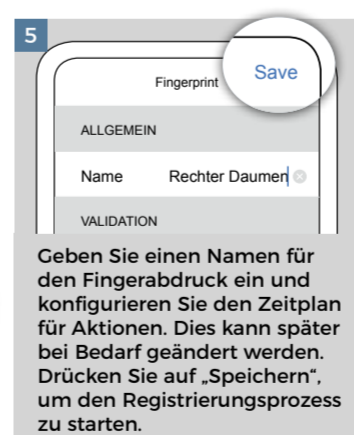 5
Fingerprint
Save
ALLGEMEIN
Name Rechter Daumen
VALIDATION
Geben Sie einen Namen für
den Fingerabdruck ein und
konfigurieren Sie den Zeitplan
für Aktionen. Dies kann später
bei Bedarf geändert werden.
Drücken Sie auf „Speichern“,
um den Registrierungsprozess
zu starten.